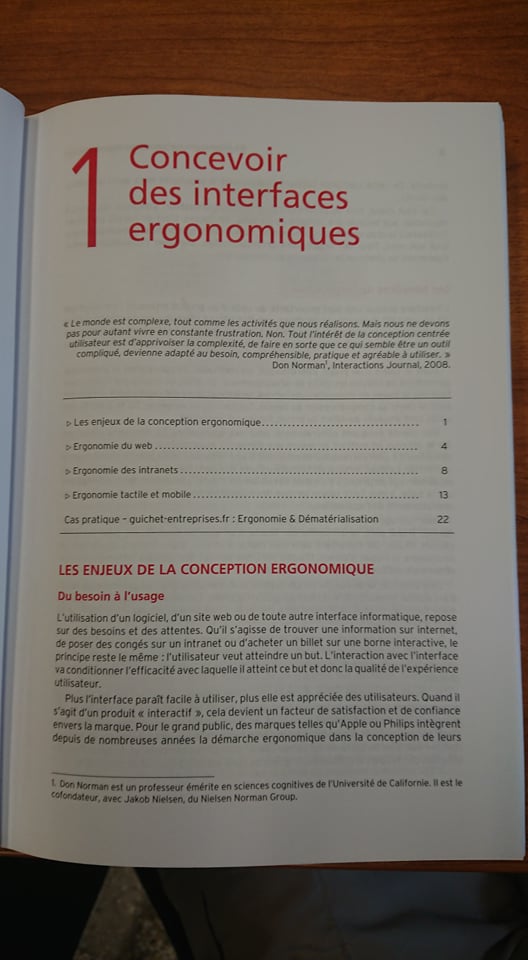 1
Concevoir
des interfaces
ergonomiques
« Le monde est complexe, tout comme les activités que nous réalisons. Mais nous ne devons
pas pour autant vivre en constante frustration. Non. Tout l'intérêt de la conception centrée
utilisateur est d'apprivoiser la complexité, de faire en sorte que ce qui semble être un outil
compliqué, devienne adapté au besoin, compréhensible, pratique et agréable à utiliser. »
Don Norman¹, Interactions Journal, 2008.
▷ Les enjeux de la conception ergonomique 1
▷ Ergonomie du web 4
▷ Ergonomie des intranets 8
▷ Ergonomie tactile et mobile 13
Cas pratique – guichet-entreprises.fr : Ergonomie & Dématérialisation 22
LES ENJEUX DE LA CONCEPTION ERGONOMIQUE
Du besoin à l'usage
L'utilisation d'un logiciel, d'un site web ou de toute autre interface informatique, repose
sur des besoins et des attentes. Qu'il s'agisse de trouver une information sur internet,
de poser des congés sur un intranet ou d'acheter un billet sur une borne interactive, le
principe reste le même : l'utilisateur veut atteindre un but. L'interaction avec l'interface
va conditionner l'efficacité avec laquelle il atteint ce but et donc la qualité de l'expérience
utilisateur.
Plus l'interface paraît facile à utiliser, plus elle est appréciée des utilisateurs. Quand il
s'agit d'un produit « interactif », cela devient un facteur de satisfaction et de confiance
envers la marque. Pour le grand public, des marques telles qu'Apple ou Philips intègrent
depuis de nombreuses années la démarche ergonomique dans la conception de leurs
1. Don Norman est un professeur émérite en sciences cognitives de l'Université de Californie. Il est le
cofondateur, avec Jakob Nielsen, du Nielsen Norman Group.